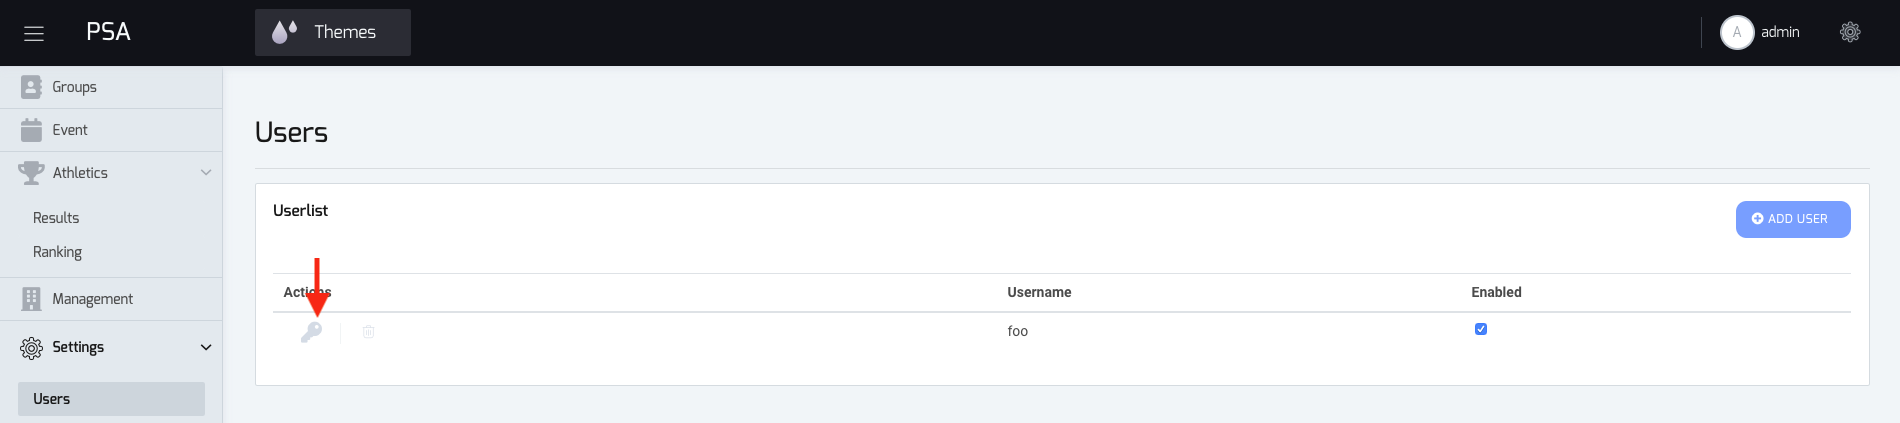 PSA
Themes
A
admin
Groups
Event
Athletics
Results
Ranking
Management
Settings
Users
Users
Userlist
ADD USER
Actions
Username
Enabled
foo